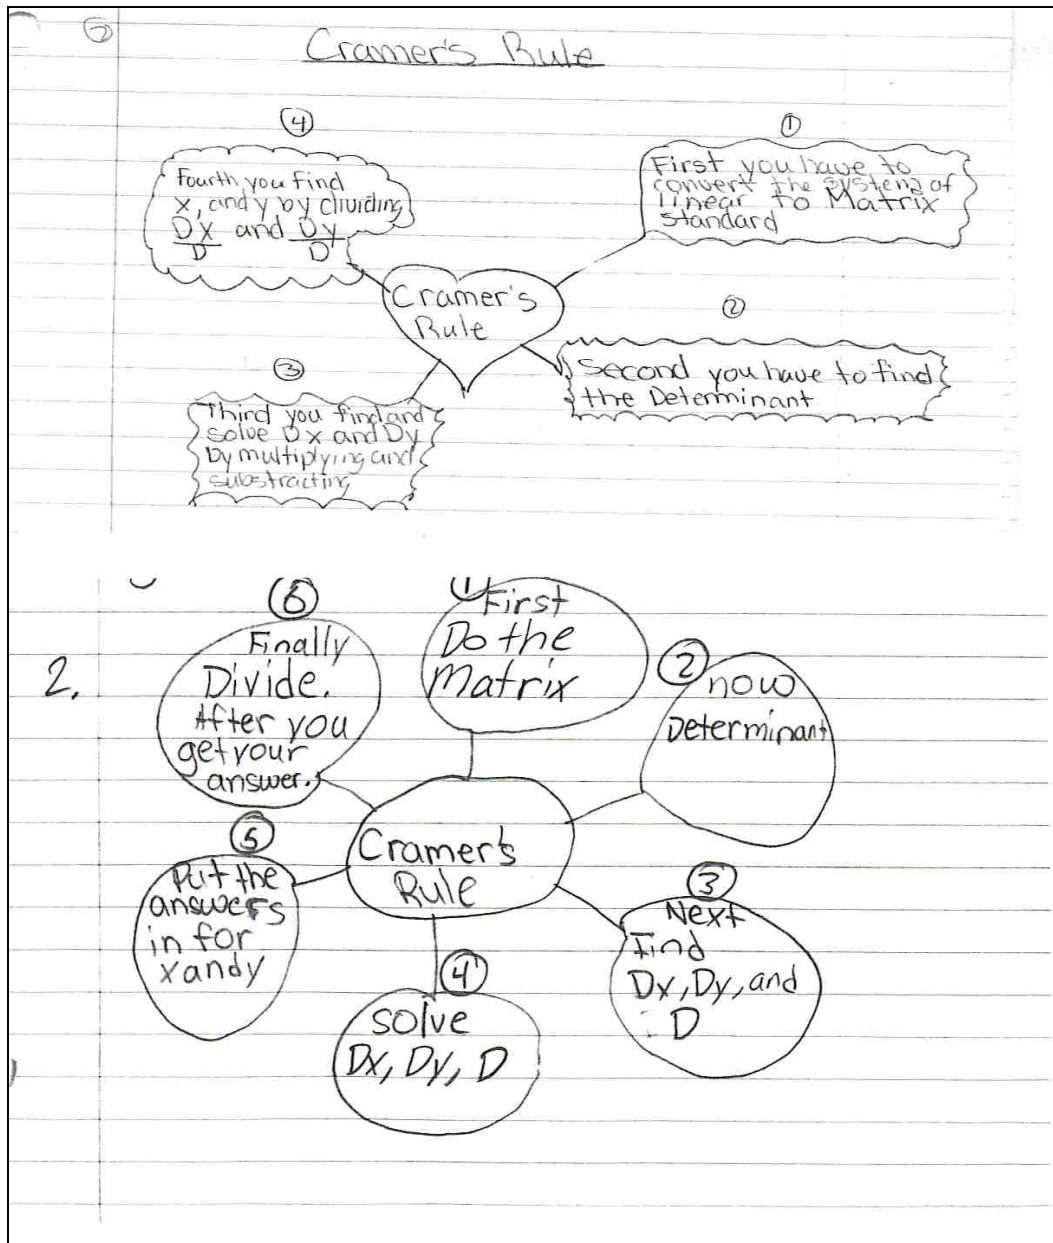 2
Cramer's Rule
①
First you have to
convert the system of
linear to Matrix
standard
②
Second you have to find
the Determinant
③
Third you find and
solve Dx and Dy
by multiplying and
substracting
④
Fourth you find
x, and y by dividing
Dx and Dy
D D
Cramer's
Rule
2.
①
First
Do the
Matrix
②
now
Determinant
③
Next
Find
Dx, Dy, and
D
④
solve
Dx, Dy, D
⑤
Put the
answers
in for
x and y
⑥
Finally
Divide.
After you
get your
answer.
Cramer's
Rule